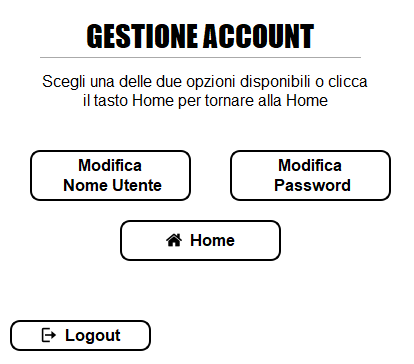 GESTIONE ACCOUNT
Scegli una delle due opzioni disponibili o clicca
il tasto Home per tornare alla Home
Modifica
Nome Utente
Modifica
Password
Home
Logout